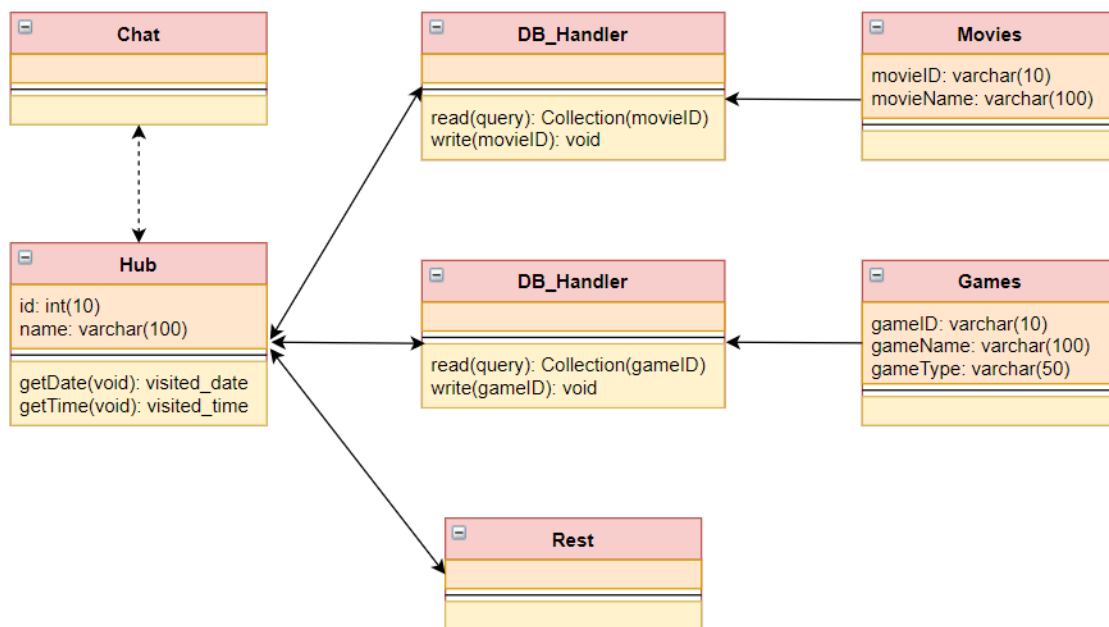 Chat
DB_Handler
read(query): Collection(movieID)
write(movieID): void
Movies
movieID: varchar(10)
movieName: varchar(100)
Hub
id: int(10)
name: varchar(100)
getDate(void): visited_date
getTime(void): visited_time
DB_Handler
read(query): Collection(gameID)
write(gameID): void
Games
gameID: varchar(10)
gameName: varchar(100)
gameType: varchar(50)
Rest